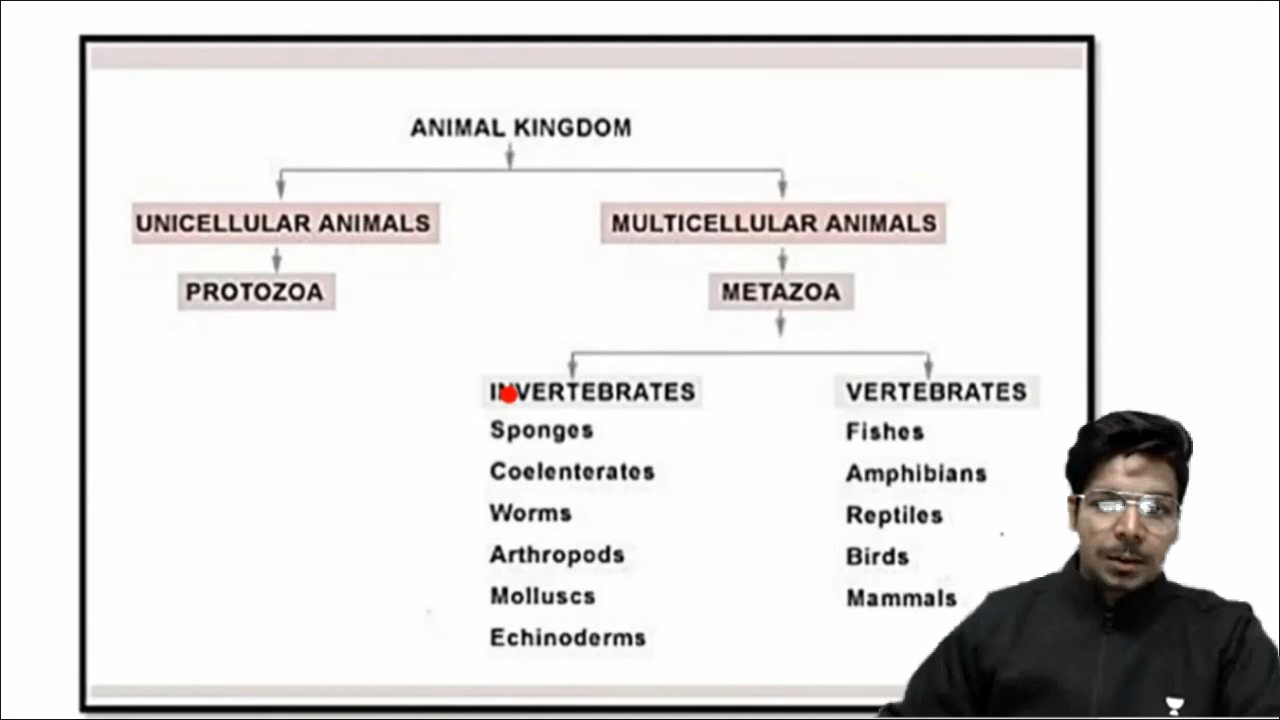 ANIMAL KINGDOM
UNICELLULAR ANIMALS
MULTICELLULAR ANIMALS
PROTOZOA
METAZOA
INVERTEBRATES
VERTEBRATES
Sponges
Fishes
Coelenterates
Amphibians
Worms
Reptiles
Arthropods
Birds
Molluscs
Mammals
Echinoderms